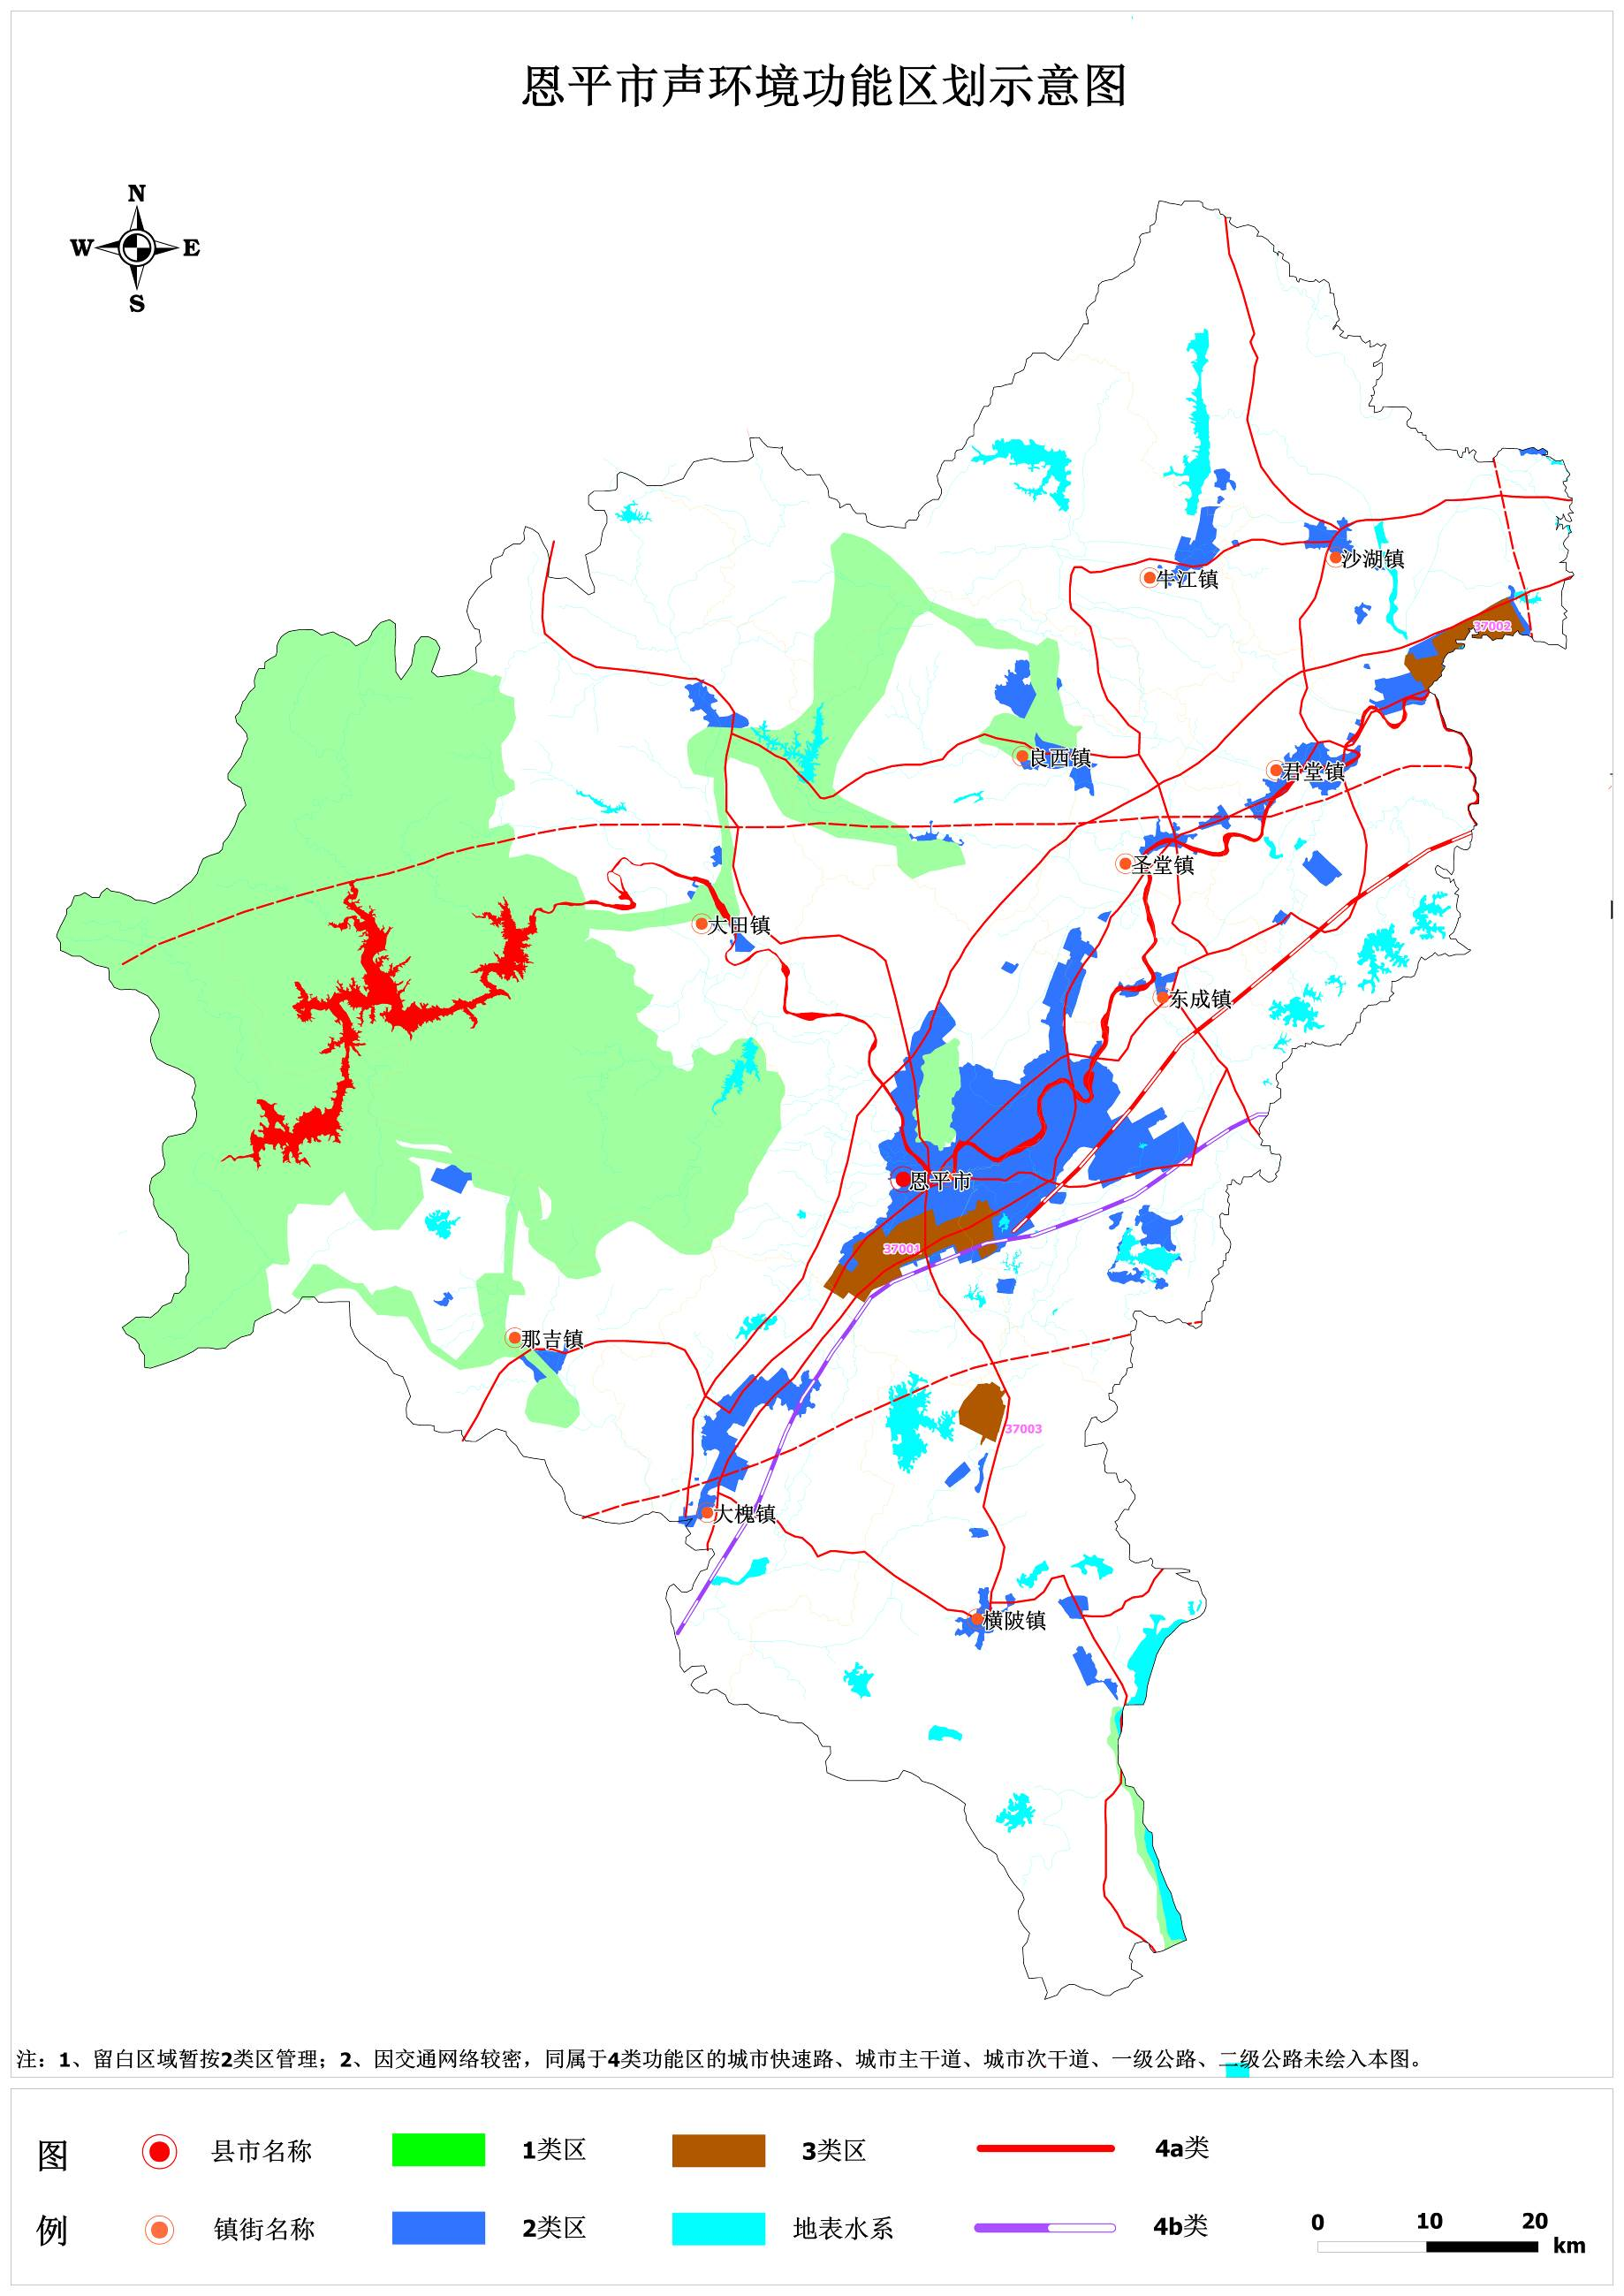 恩平市声环境功能区划示意图
N
W E
S
沙湖镇
牛江镇
37002
良西镇
君堂镇
圣堂镇
大田镇
东成镇
恩平市
37001
那吉镇
37003
大槐镇
横陂镇
注：1、留白区域暂按2类区管理；2、因交通网络较密，同属于4类功能区的城市快速路、城市主干道、城市次干道、一级公路、二级公路未绘入本图。
图 县市名称 1类区 3类区 4a类
例 镇街名称 2类区 地表水系 4b类
0 10 20
km